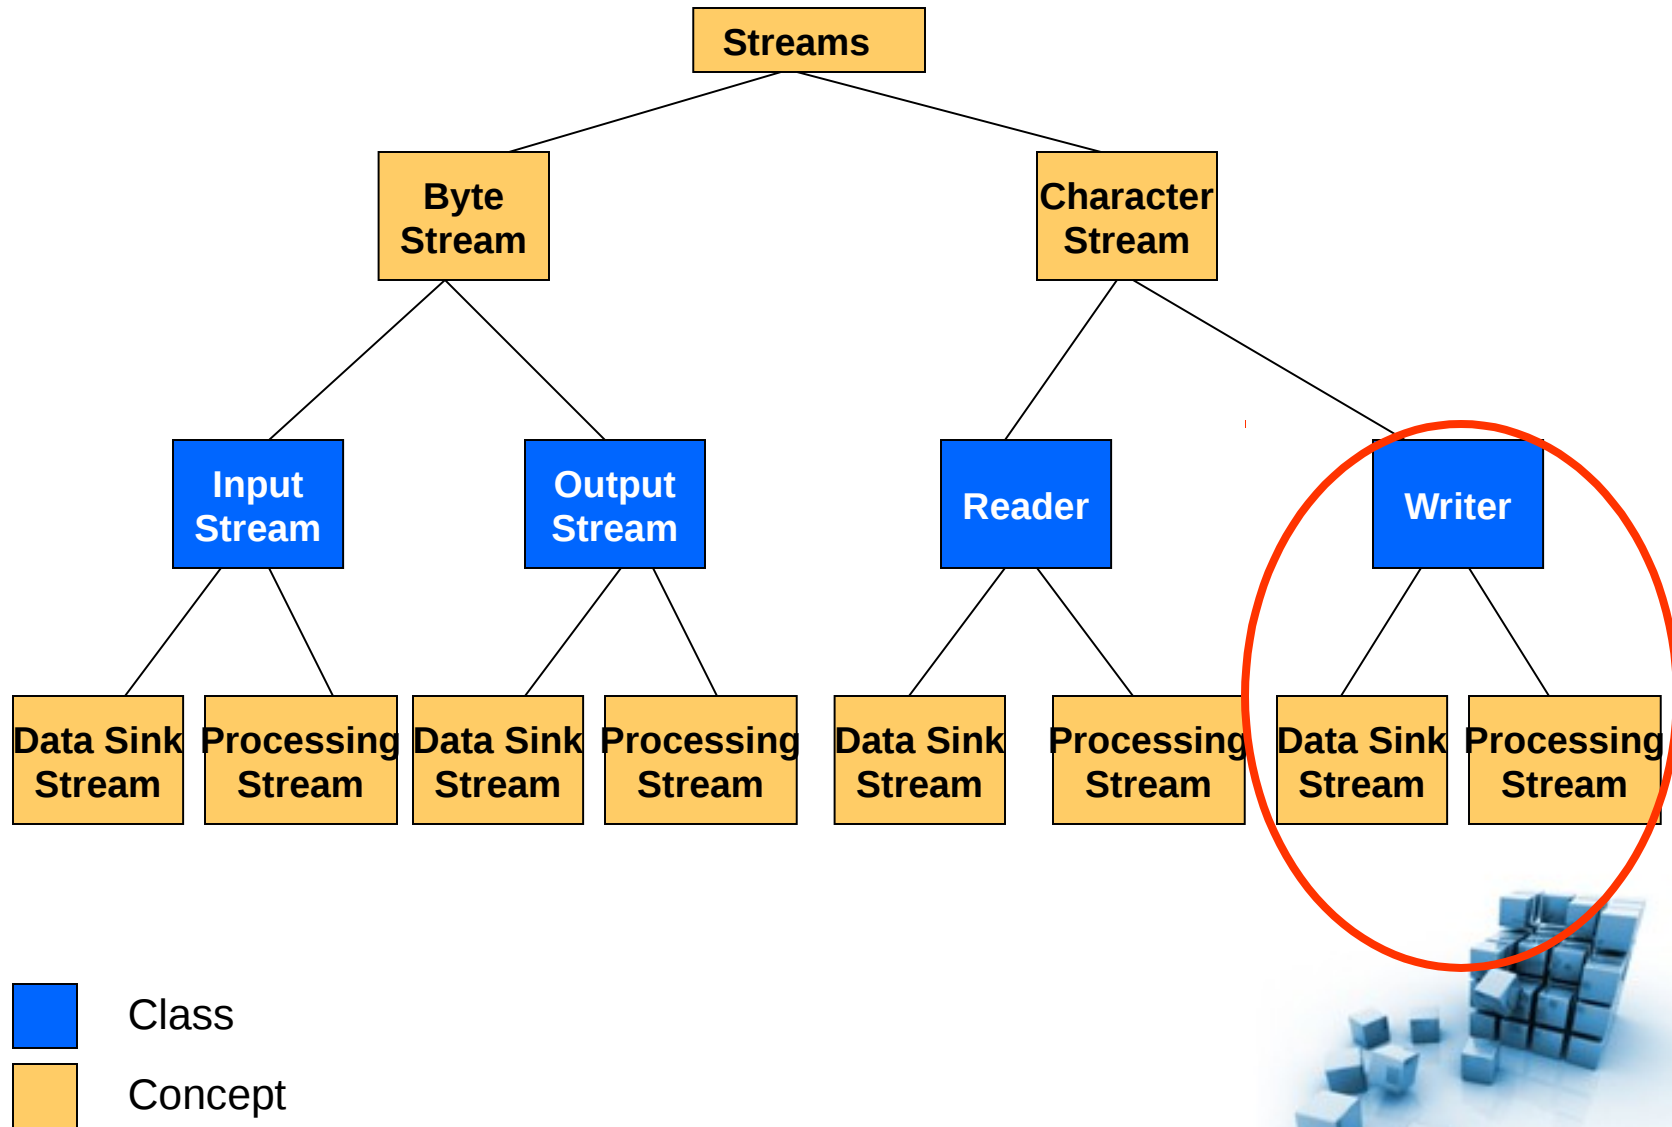 Streams
Byte
Stream
Character
Stream
Input
Stream
Output
Stream
Reader
Writer
Data Sink
Stream
Processing
Stream
Data Sink
Stream
Processing
Stream
Data Sink
Stream
Processing
Stream
Data Sink
Stream
Processing
Stream
Class
Concept